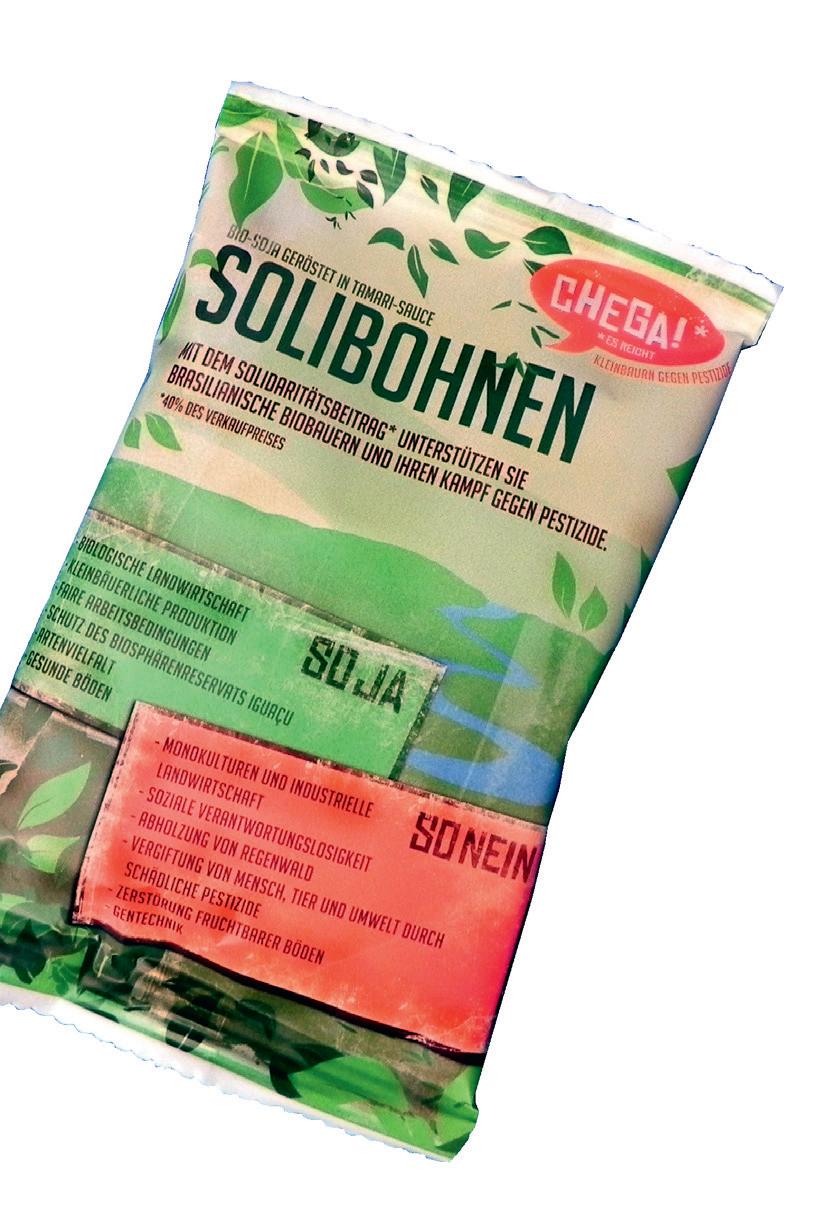 BIO-SOJA GERÖSTET IN TAMARI-SAUCE
SOLIBOHNEN
CHEGA!*
*ES REICHT
KLEINBAURN GEGEN PESTIZIDE
MIT DEM SOLIDARITÄTSBEITRAG* UNTERSTÜTZEN SIE
BRASILIANISCHE BIOBAUERN UND IHREN KAMPF GEGEN PESTIZIDE.
*40% DES VERKAUFPREISES
- BIOLOGISCHE LANDWIRTSCHAFT
- KLEINBÄUERLICHE PRODUKTION
- FAIRE ARBEITSBEDINGUNGEN
- SCHUTZ DES BIOSPHÄRENRESERVATS IGUAÇU
- ARTENVIELFALT
- GESUNDE BÖDEN
SO JA
- MONOKULTUREN UND INDUSTRIELLE
LANDWIRTSCHAFT
- SOZIALE VERANTWORTUNGSLOSIGKEIT
- ABHOLZUNG VON REGENWALD
- VERGIFTUNG VON MENSCH, TIER UND UMWELT DURCH
SCHÄDLICHE PESTIZIDE
- ZERSTÖRUNG FRUCHTBARER BÖDEN
- GENTECHNIK
SO NEIN